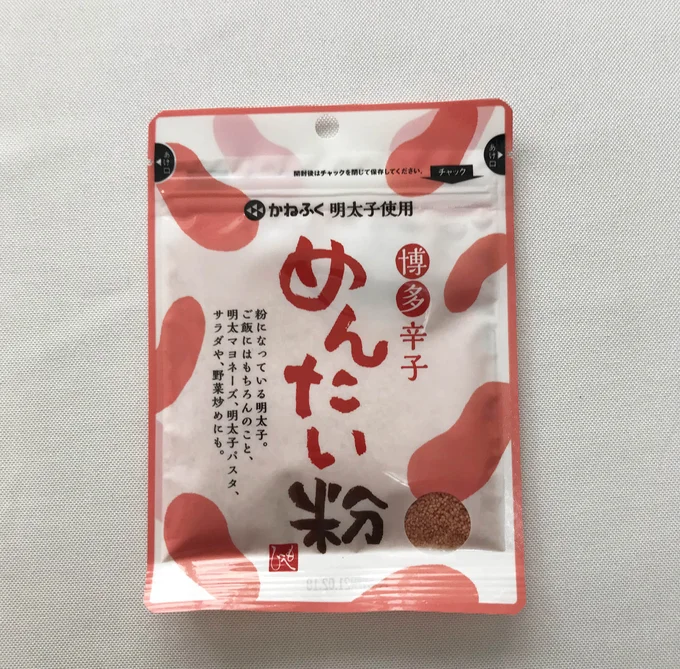 あけ口
あけ口
開封後はチャックを閉じて保存してください。
チャック
かねふく 明太子使用
博多辛子
めんたい粉
粉になっている明太子。
ご飯にはもちろんのこと、
明太マヨネーズ、明太子パスタ、
サラダや、野菜炒めにも。
21.02.19